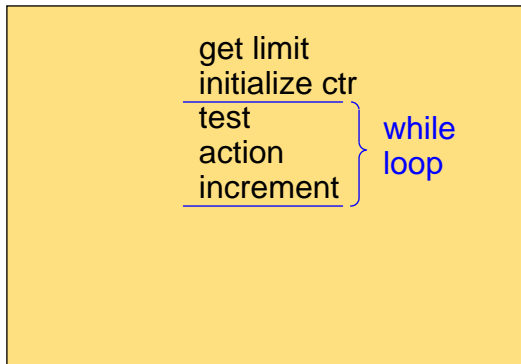 get limit
initialize ctr
test
action
increment
while
loop